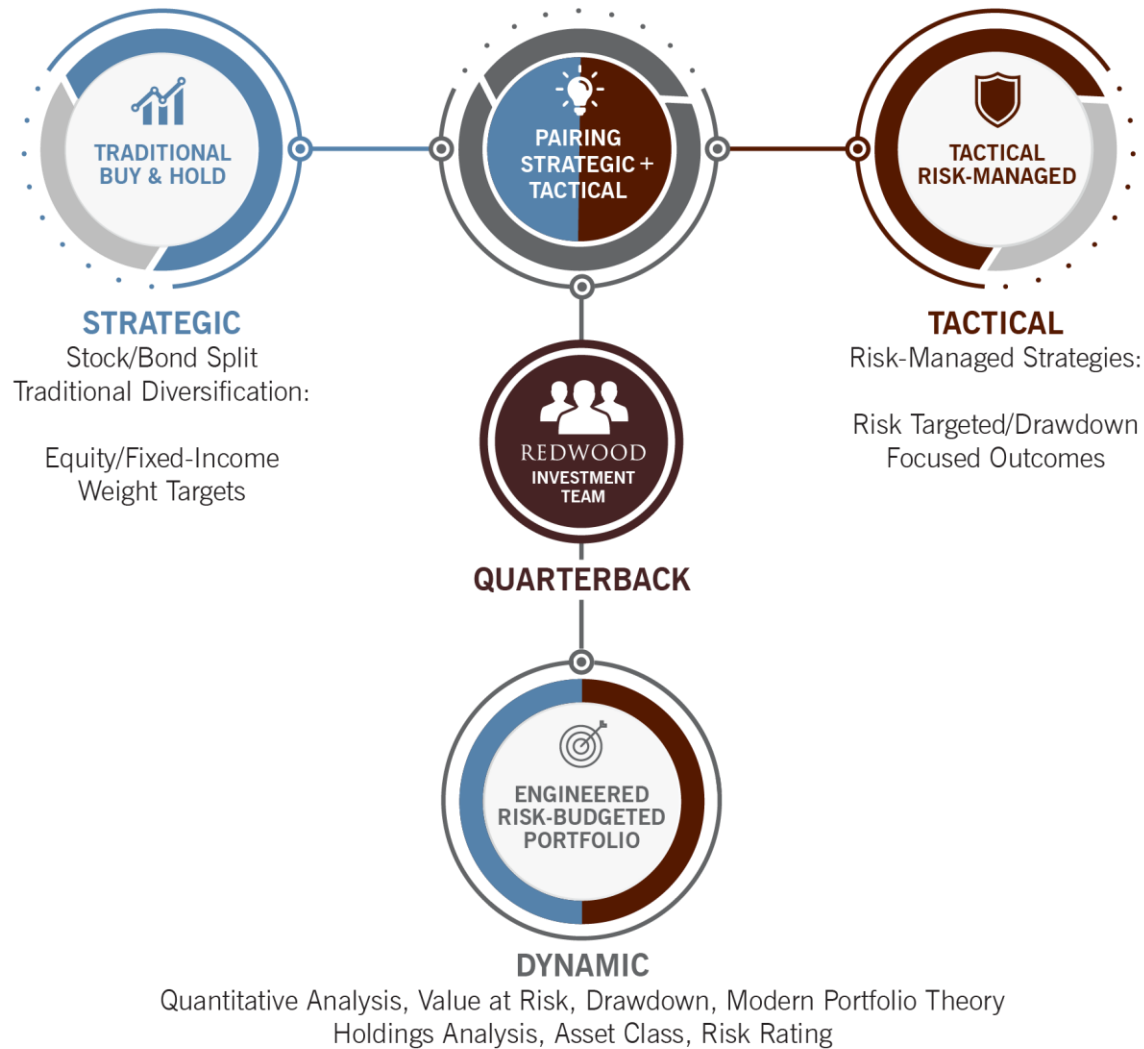 TRADITIONAL
BUY & HOLD
PAIRING
STRATEGIC +
TACTICAL
TACTICAL
RISK-MANAGED
STRATEGIC
Stock/Bond Split
Traditional Diversification:
Equity/Fixed-Income
Weight Targets
TACTICAL
Risk-Managed Strategies:
Risk Targeted/Drawdown
Focused Outcomes
REDWOOD
INVESTMENT
TEAM
QUARTERBACK
ENGINEERED
RISK-BUDGETED
PORTFOLIO
DYNAMIC
Quantitative Analysis, Value at Risk, Drawdown, Modern Portfolio Theory
Holdings Analysis, Asset Class, Risk Rating